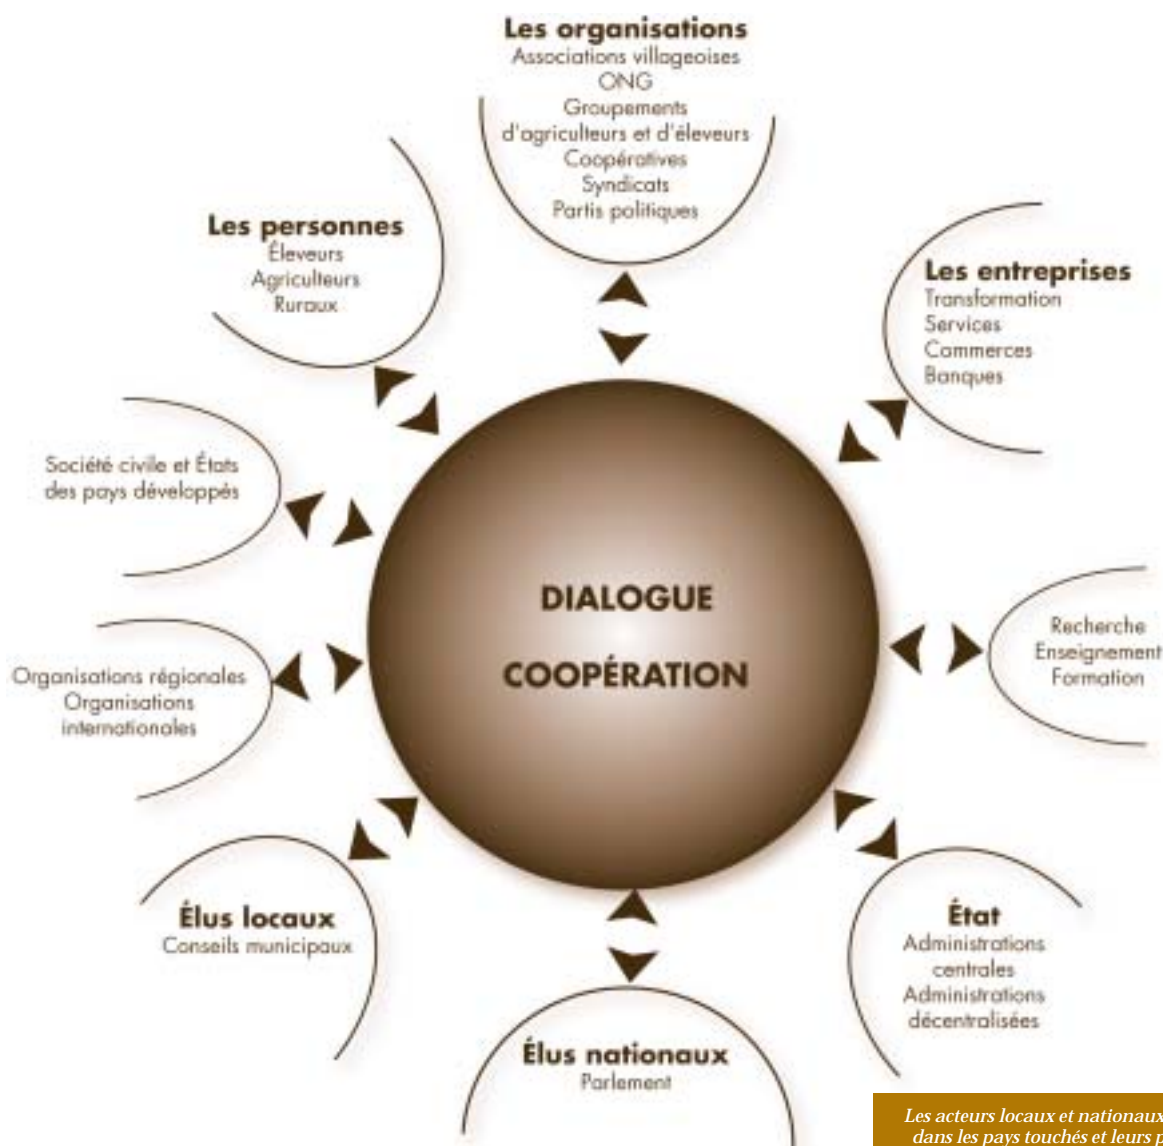 Les organisations
Associations villageoises
ONG
Groupements
d'agriculteurs et d'éleveurs
Coopératives
Syndicats
Partis politiques
Les personnes
Éleveurs
Agriculteurs
Ruraux
Les entreprises
Transformation
Services
Commerces
Banques
Société civile et États
des pays développés
DIALOGUE
COOPÉRATION
Recherche
Enseignement
Formation
Organisations régionales
Organisations
internationales
Élus locaux
Conseils municipaux
État
Administrations
centrales
Administrations
décentralisées
Élus nationaux
Parlement
Les acteurs locaux et nationaux
dans les pays touchés et leurs